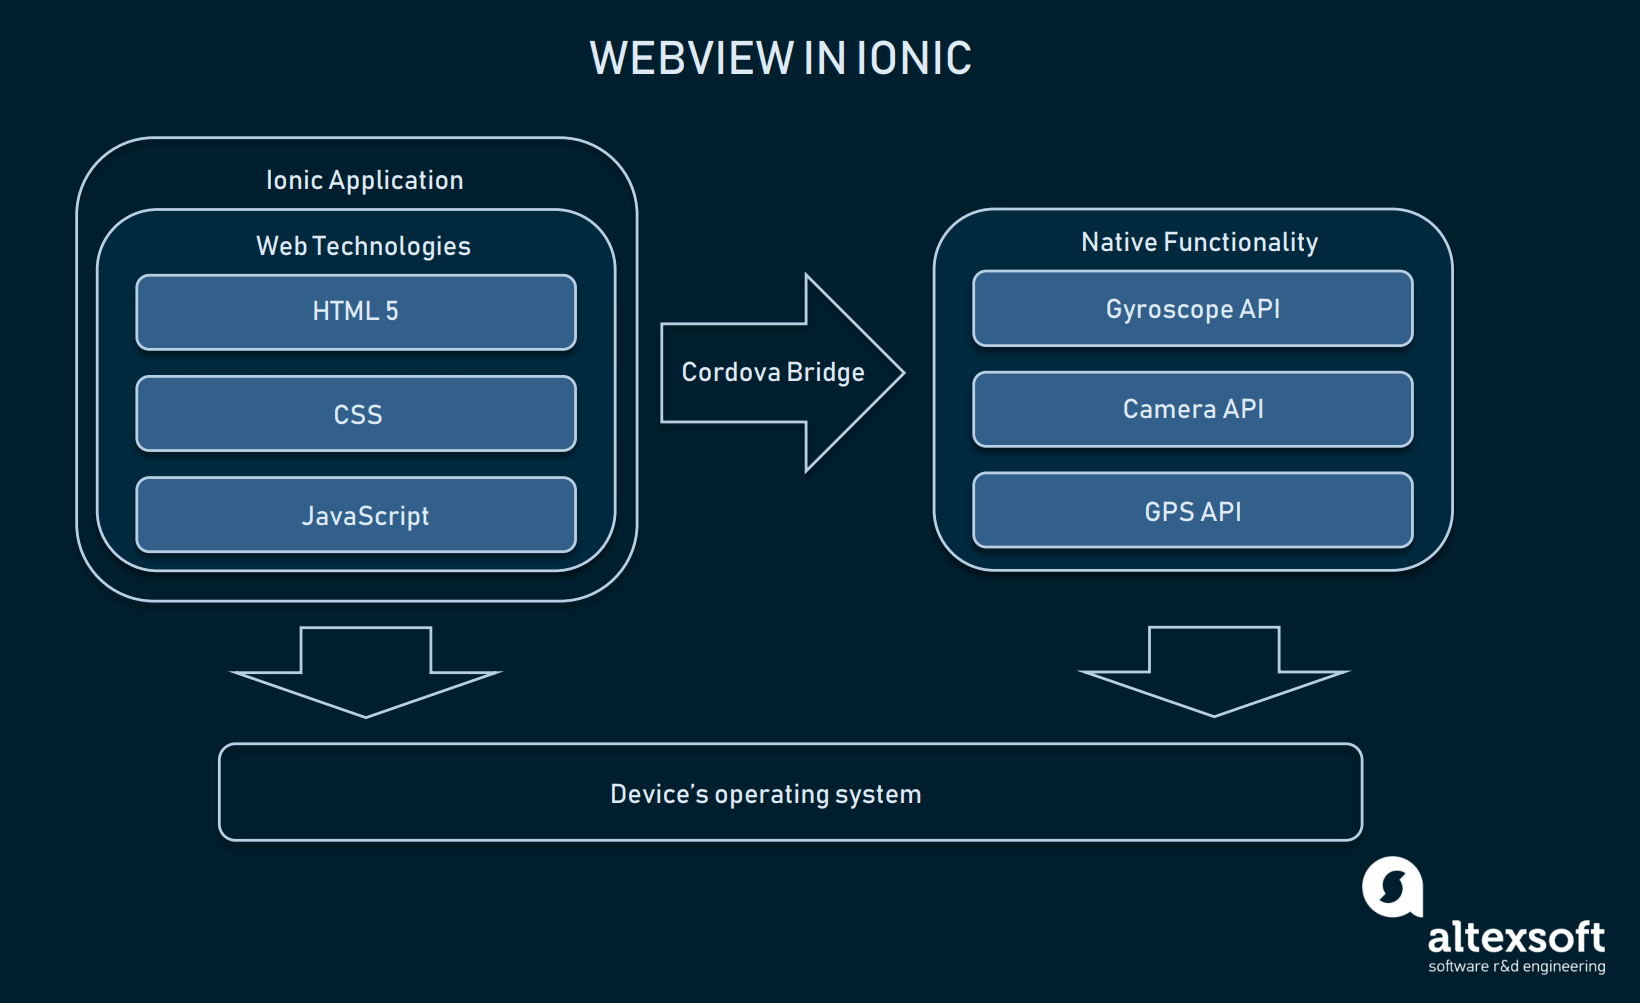 WEBVIEW IN IONIC
Ionic Application
Web Technologies
HTML 5
CSS
JavaScript
Cordova Bridge
Native Functionality
Gyroscope API
Camera API
GPS API
Device’s operating system
altexsoft
software r&d engineering